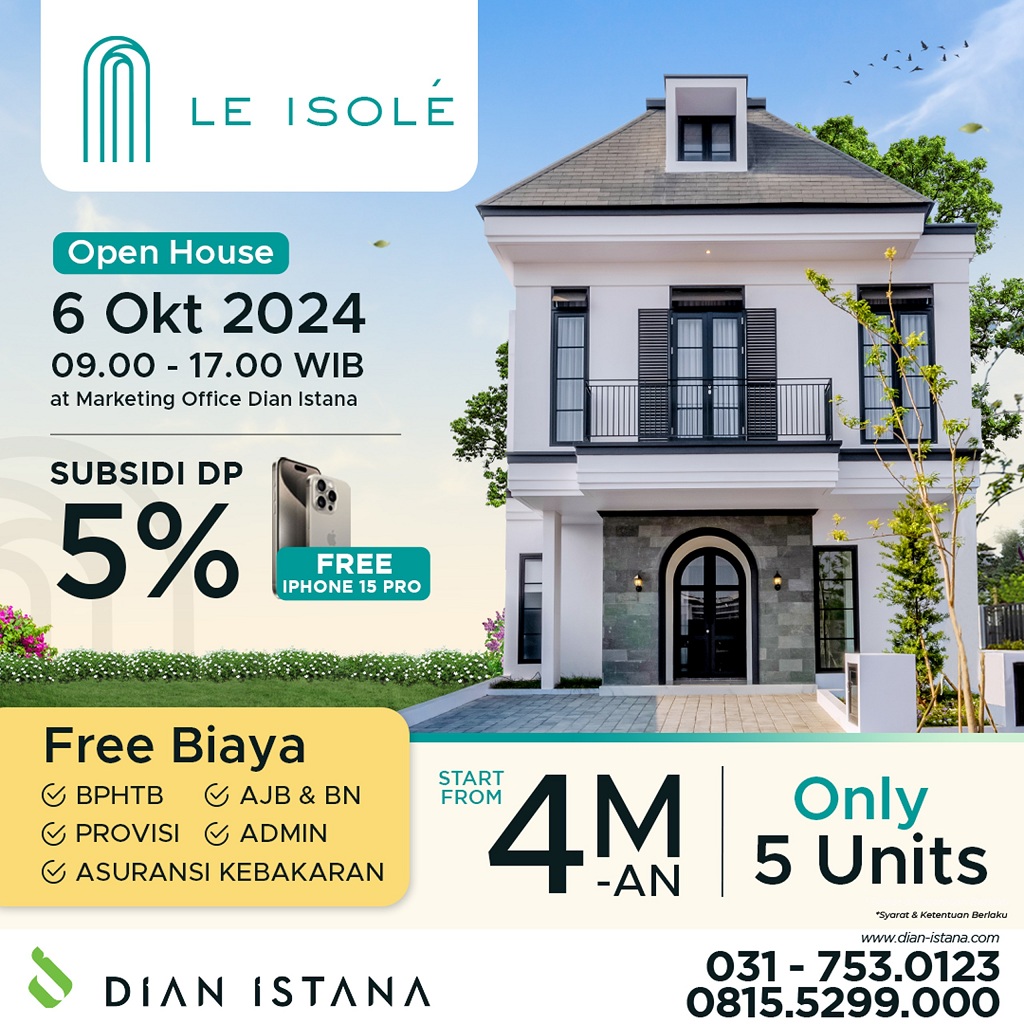 LE ISOLÉ
Open House
6 Okt 2024
09.00 - 17.00 WIB
at Marketing Office Dian Istana
SUBSIDI DP
5%
FREE
IPHONE 15 PRO
Free Biaya
BPHTB
AJB & BN
PROVISI
ADMIN
ASURANSI KEBAKARAN
START
FROM
4M
-AN
Only
5 Units
*Syarat & Ketentuan Berlaku
DIAN ISTANA
www.dian-istana.com
031 - 753.0123
0815.5299.000